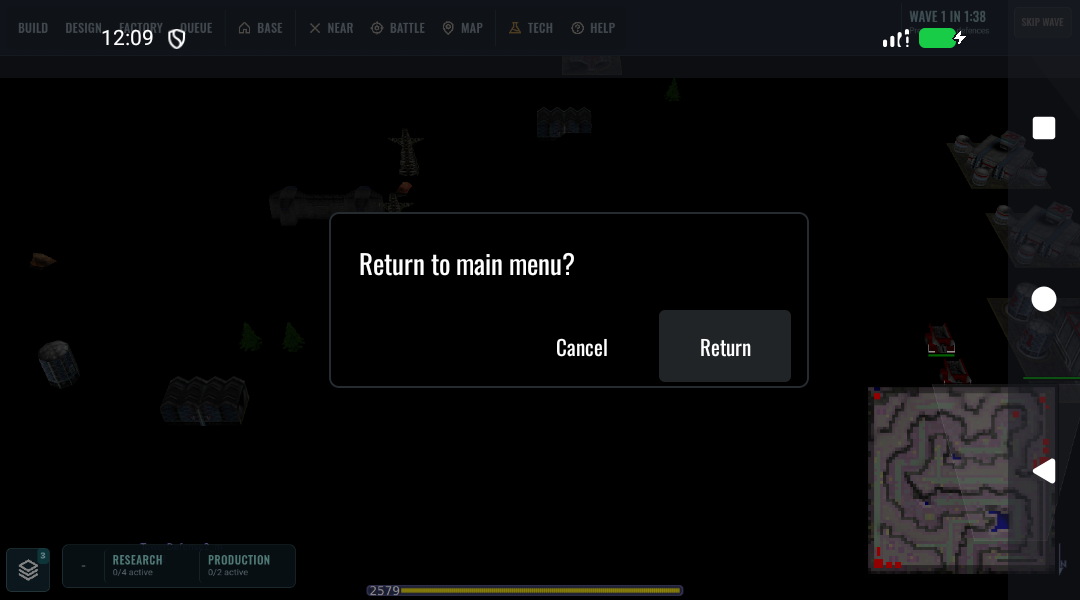 BUILD DESIGN FACTORY QUEUE BASE NEAR BATTLE MAP TECH HELP
WAVE 1 IN 1:38
SKIP WAVE
12:09
Return to main menu?
Cancel Return
3
- RESEARCH PRODUCTION
0/4 active 0/2 active
2579